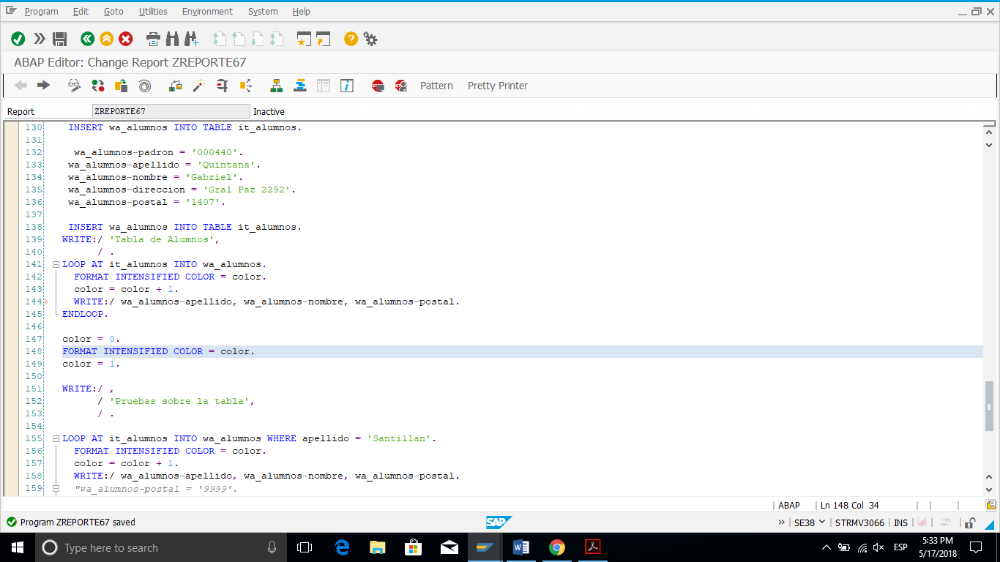 Program Edit Goto Utilities Environment System Help
ABAP Editor: Change Report ZREPORTE67
Pattern Pretty Printer
Report ZREPORTE67 Inactive
130 INSERT wa_alumnos INTO TABLE it_alumnos.
131
132 wa_alumnos-padron = '000440'.
133 wa_alumnos-apellido = 'Quintana'.
134 wa_alumnos-nombre = 'Gabriel'.
135 wa_alumnos-direccion = 'Gral Paz 2292'.
136 wa_alumnos-postal = '1407'.
137
138 INSERT wa_alumnos INTO TABLE it_alumnos.
139 WRITE:/ 'Tabla de Alumnos',
140 / .
141 LOOP AT it_alumnos INTO wa_alumnos.
142 FORMAT INTENSIFIED COLOR = color.
143 color = color + 1.
144 WRITE:/ wa_alumnos-apellido, wa_alumnos-nombre, wa_alumnos-postal.
145 ENDLOOP.
146
147 color = 0.
148 FORMAT INTENSIFIED COLOR = color.
149 color = 1.
150
151 WRITE:/ ,
152 / 'Pruebas sobre la tabla',
153 / .
154
155 LOOP AT it_alumnos INTO wa_alumnos WHERE apellido = 'Santillan'.
156 FORMAT INTENSIFIED COLOR = color.
157 color = color + 1.
158 WRITE:/ wa_alumnos-apellido, wa_alumnos-nombre, wa_alumnos-postal.
159 "wa_alumnos-postal = '9999'.
ABAP Ln 148 Col 34
Program ZREPORTE67 saved SAP » SE38 STRMV3066 INS
Type here to search ESP 5:33 PM
5/17/2018